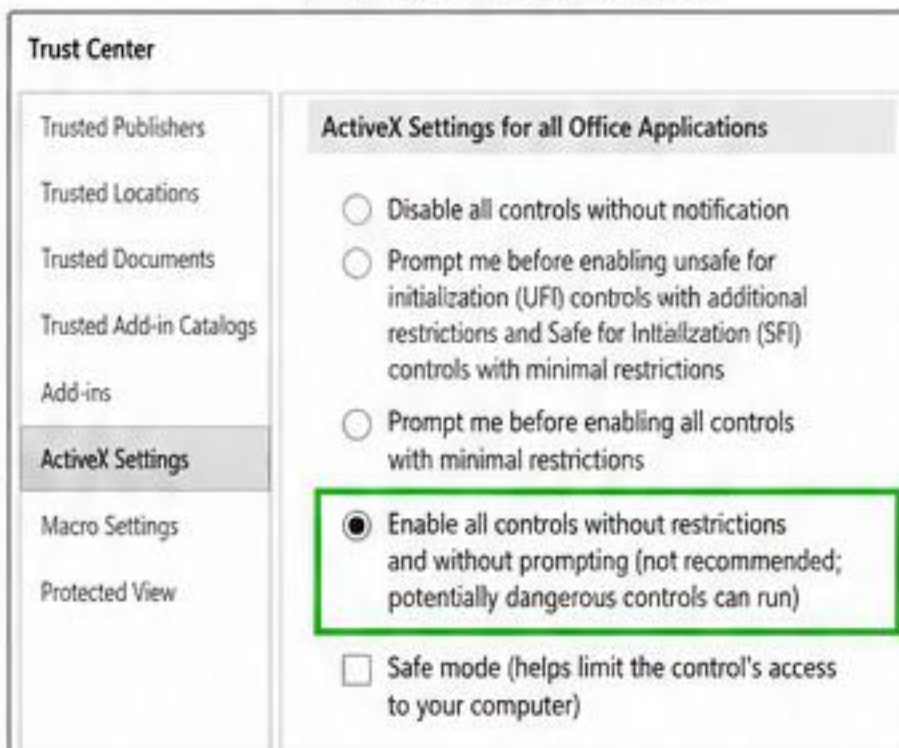 Trust Center
Trusted Publishers
Trusted Locations
Trusted Documents
Trusted Add-in Catalogs
Add-ins
ActiveX Settings
Macro Settings
Protected View
ActiveX Settings for all Office Applications
Disable all controls without notification
Prompt me before enabling unsafe for
initialization (UFI) controls with additional
restrictions and Safe for Initialization (SFI)
controls with minimal restrictions
Prompt me before enabling all controls
with minimal restrictions
Enable all controls without restrictions
and without prompting (not recommended;
potentially dangerous controls can run)
Safe mode (helps limit the control's access
to your computer)